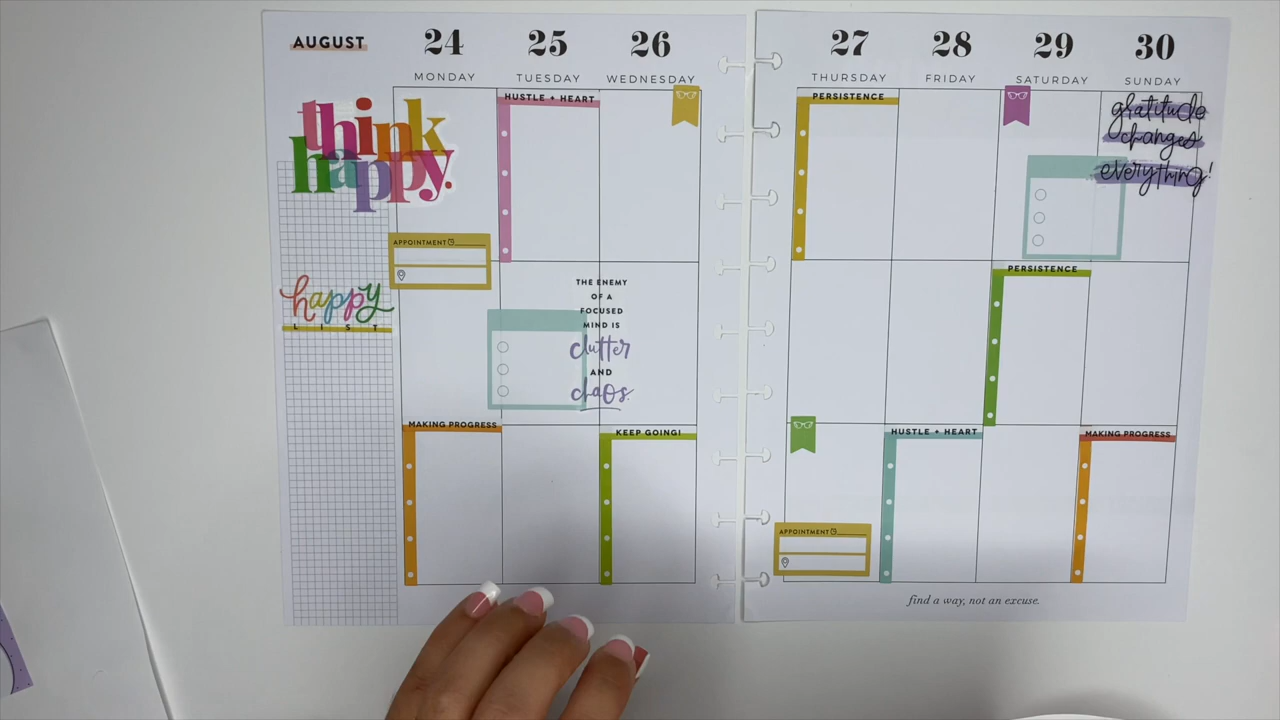 AUGUST
24
MONDAY
25
TUESDAY
26
WEDNESDAY
27
THURSDAY
28
FRIDAY
29
SATURDAY
30
SUNDAY
think
happy.
HUSTLE + HEART
PERSISTENCE
gratitude
changes
everything!
APPOINTMENT
happy
LIST
THE ENEMY
OF A
FOCUSED
MIND IS
clutter
AND
chaos.
PERSISTENCE
MAKING PROGRESS
KEEP GOING!
HUSTLE + HEART
MAKING PROGRESS
APPOINTMENT
find a way, not an excuse.